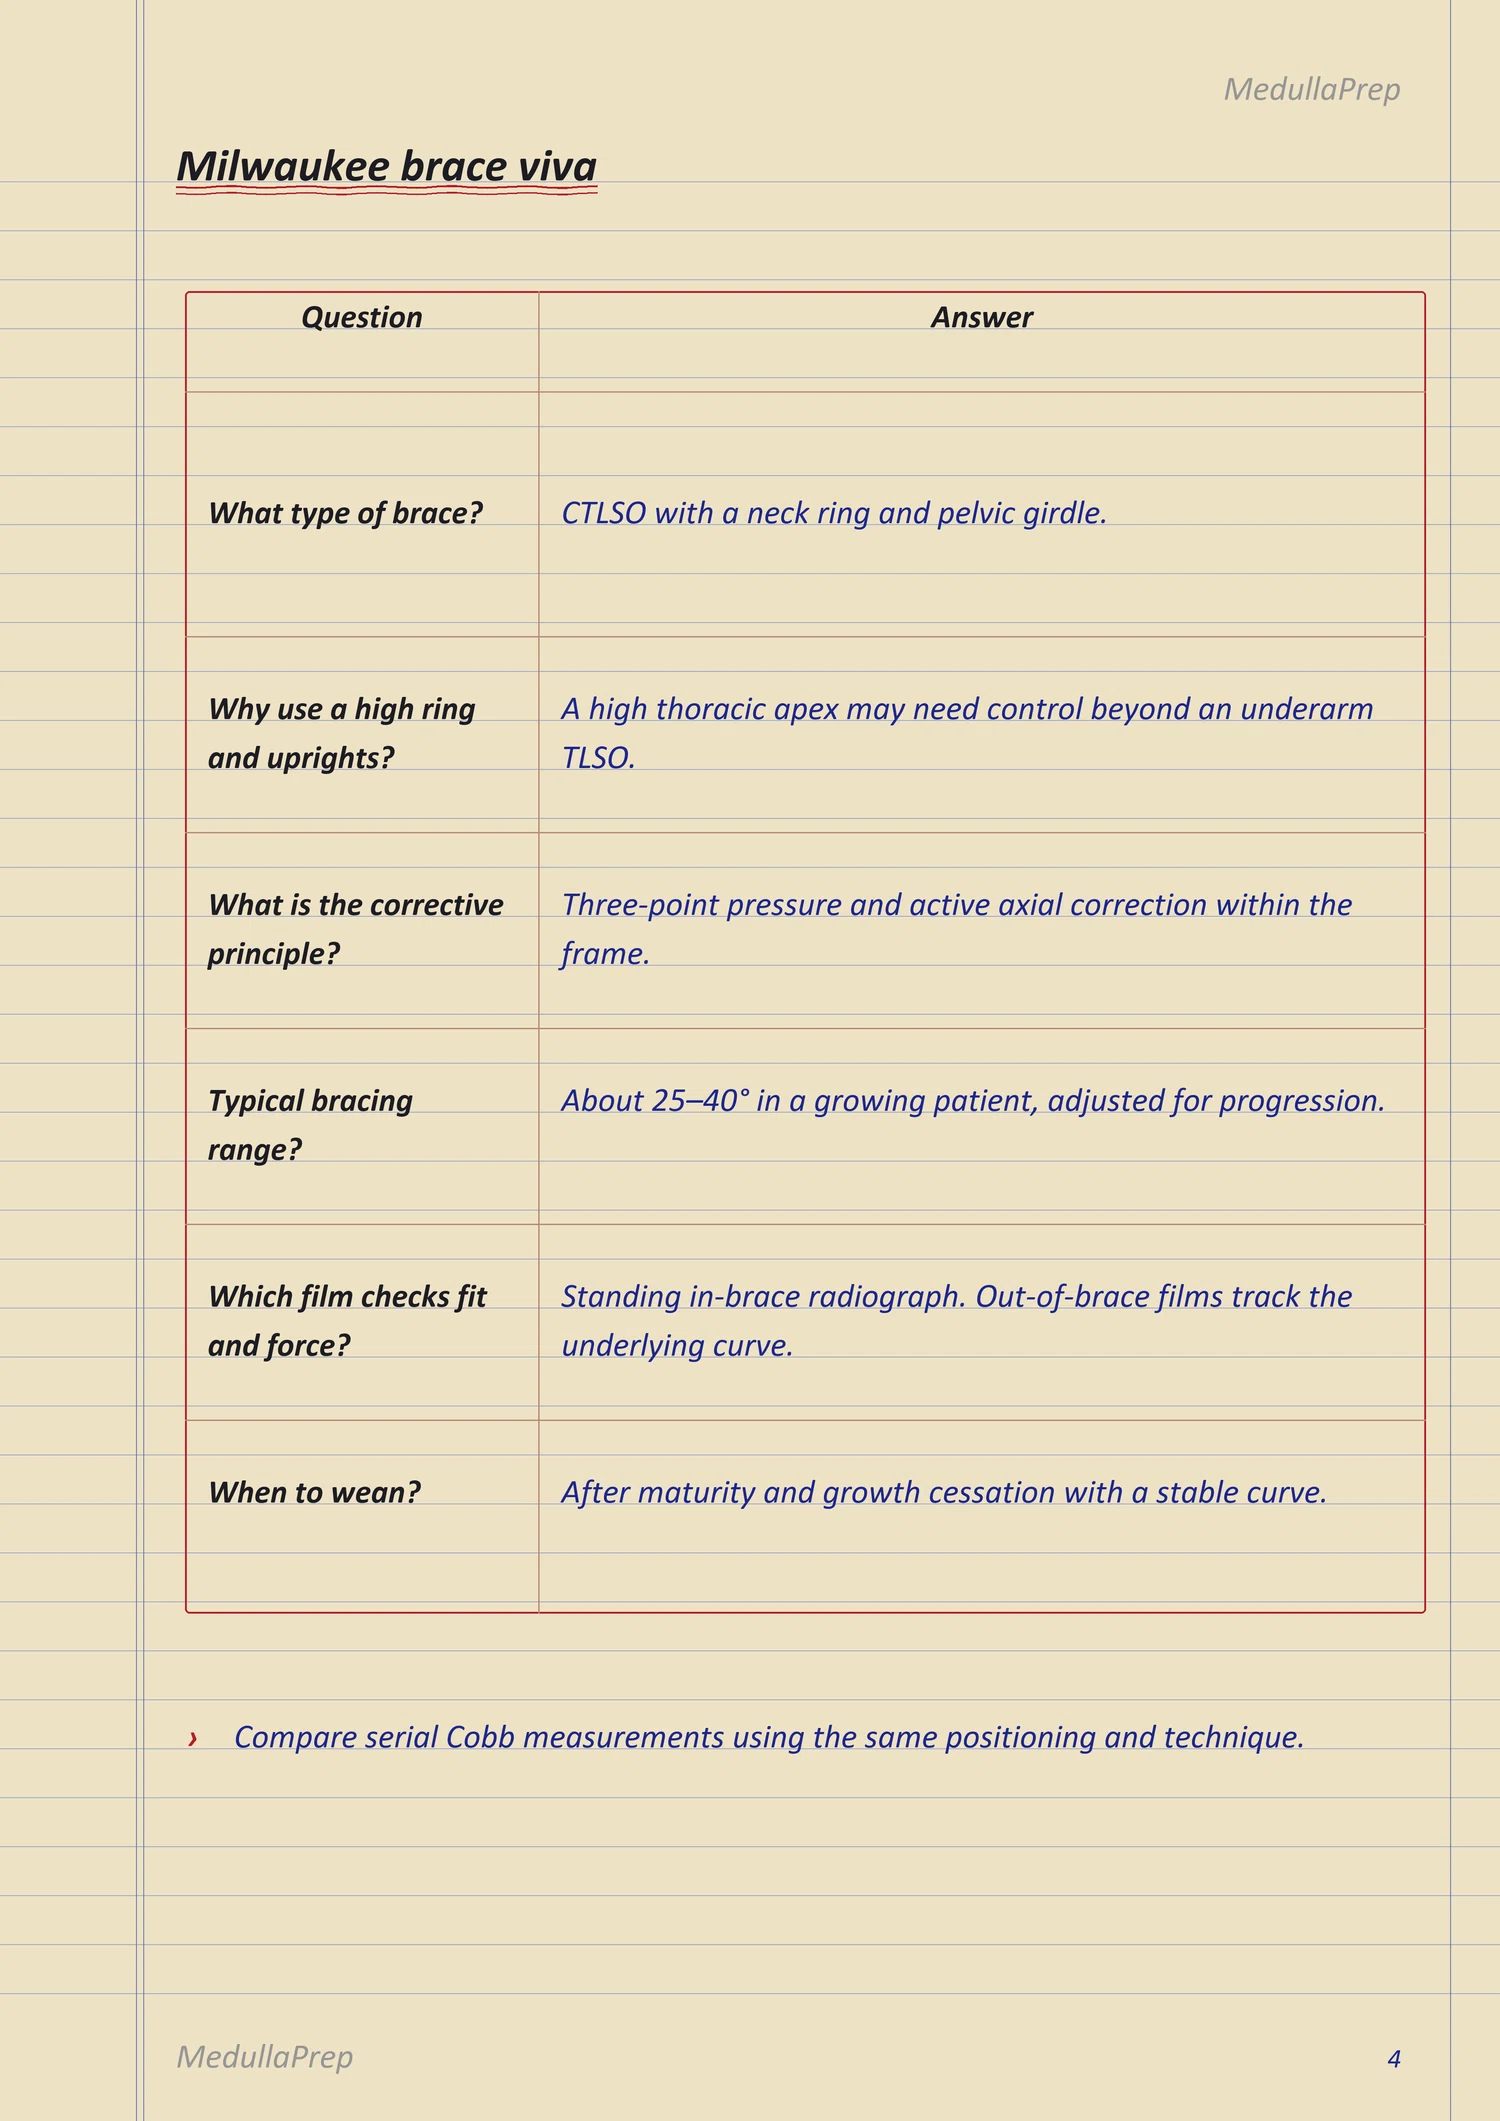 MedullaPrep
Milwaukee brace viva
Question
Answer
What type of brace?
CTLSO with a neck ring and pelvic girdle.
Why use a high ring
and uprights?
A high thoracic apex may need control beyond an underarm
TLSO.
What is the corrective
principle?
Three-point pressure and active axial correction within the
frame.
Typical bracing
range?
About 25–40° in a growing patient, adjusted for progression.
Which film checks fit
and force?
Standing in-brace radiograph. Out-of-brace films track the
underlying curve.
When to wean?
After maturity and growth cessation with a stable curve.
› Compare serial Cobb measurements using the same positioning and technique.
MedullaPrep
4